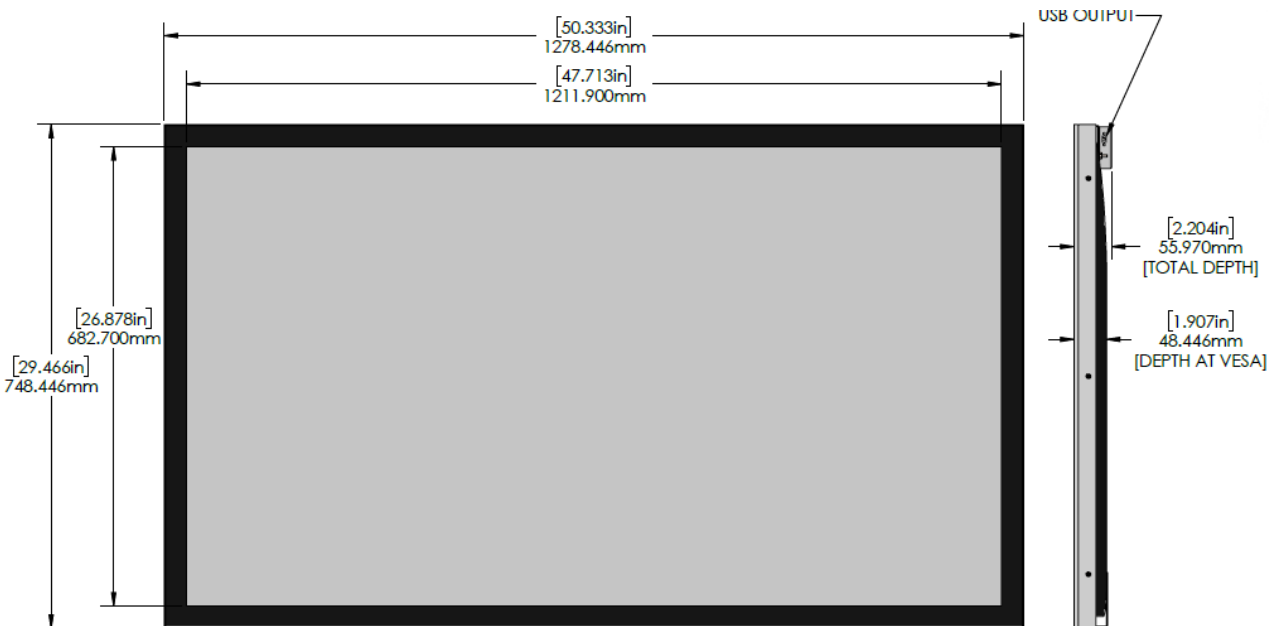 [50.333in]
1278.446mm
USB OUTPUT
[47.713in]
1211.900mm
[2.204in]
55.970mm
[TOTAL DEPTH]
[26.878in]
682.700mm
[1.907in]
48.446mm
[DEPTH AT VESA]
[29.466in]
748.446mm